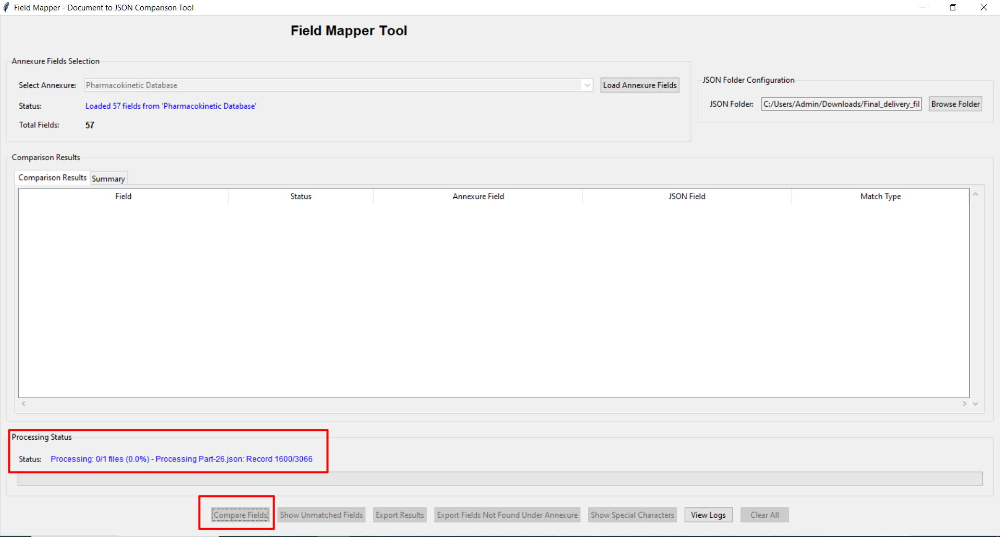 Field Mapper - Document to JSON Comparison Tool
Field Mapper Tool
Annexure Fields Selection
Select Annexure: Pharmacokinetic Database Load Annexure Fields
Status: Loaded 57 fields from 'Pharmacokinetic Database'
Total Fields: 57
JSON Folder Configuration
JSON Folder: C:/Users/Admin/Downloads/Final_delivery_fil Browse Folder
Comparison Results
Comparison Results Summary
Field Status Annexure Field JSON Field Match Type
Processing Status
Status: Processing: 0/1 files (0.0%) - Processing Part-26.json: Record 1600/3066
Compare Fields Show Unmatched Fields Export Results Export Fields Not Found Under Annexure Show Special Characters View Logs Clear All